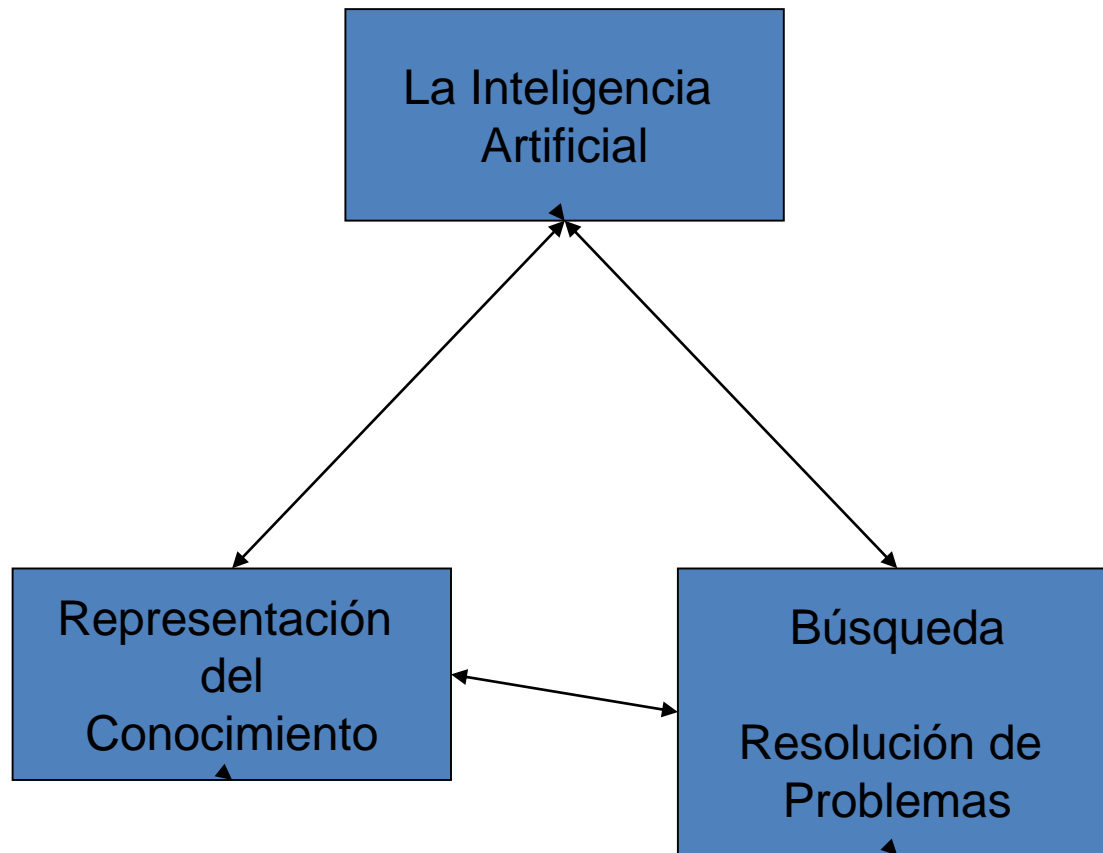 La Inteligencia
Artificial
Representación
del
Conocimiento
Búsqueda
Resolución de
Problemas